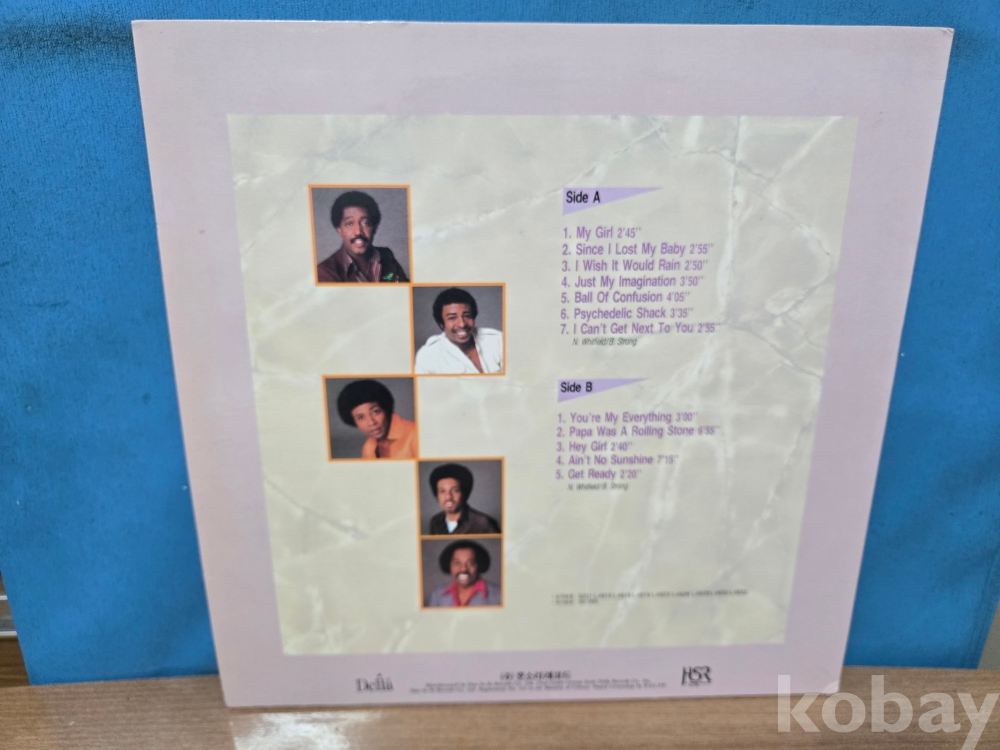 Side A
1. My Girl 2'45''
2. Since I Lost My Baby 2'55''
3. I Wish It Would Rain 2'50''
4. Just My Imagination 3'50''
5. Ball Of Confusion 4'05''
6. Psychedelic Shack 3'35''
7. I Can't Get Next To You 2'55''
N. Whitfield/B. Strong
Side B
1. You're My Everything 3'00''
2. Papa Was A Rolling Stone 6'55''
3. Hey Girl 2'40''
4. Ain't No Sunshine 7'15''
5. Get Ready 2'20''
N. Whitfield/B. Strong
Della
HSR
kobay